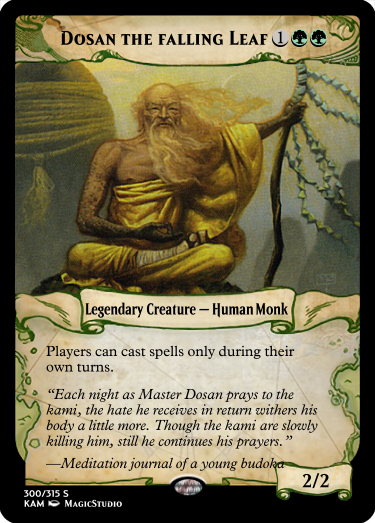 Dosan the falling Leaf 1
Legendary Creature — Human Monk
Players can cast spells only during their
own turns.
“Each night as Master Dosan prays to the
kami, the hate he receives in return withers his
body a little more. Though the kami are slowly
killing him, still he continues his prayers.”
—Meditation journal of a young budoka
2/2
300/315 S
KAM MagicStudio